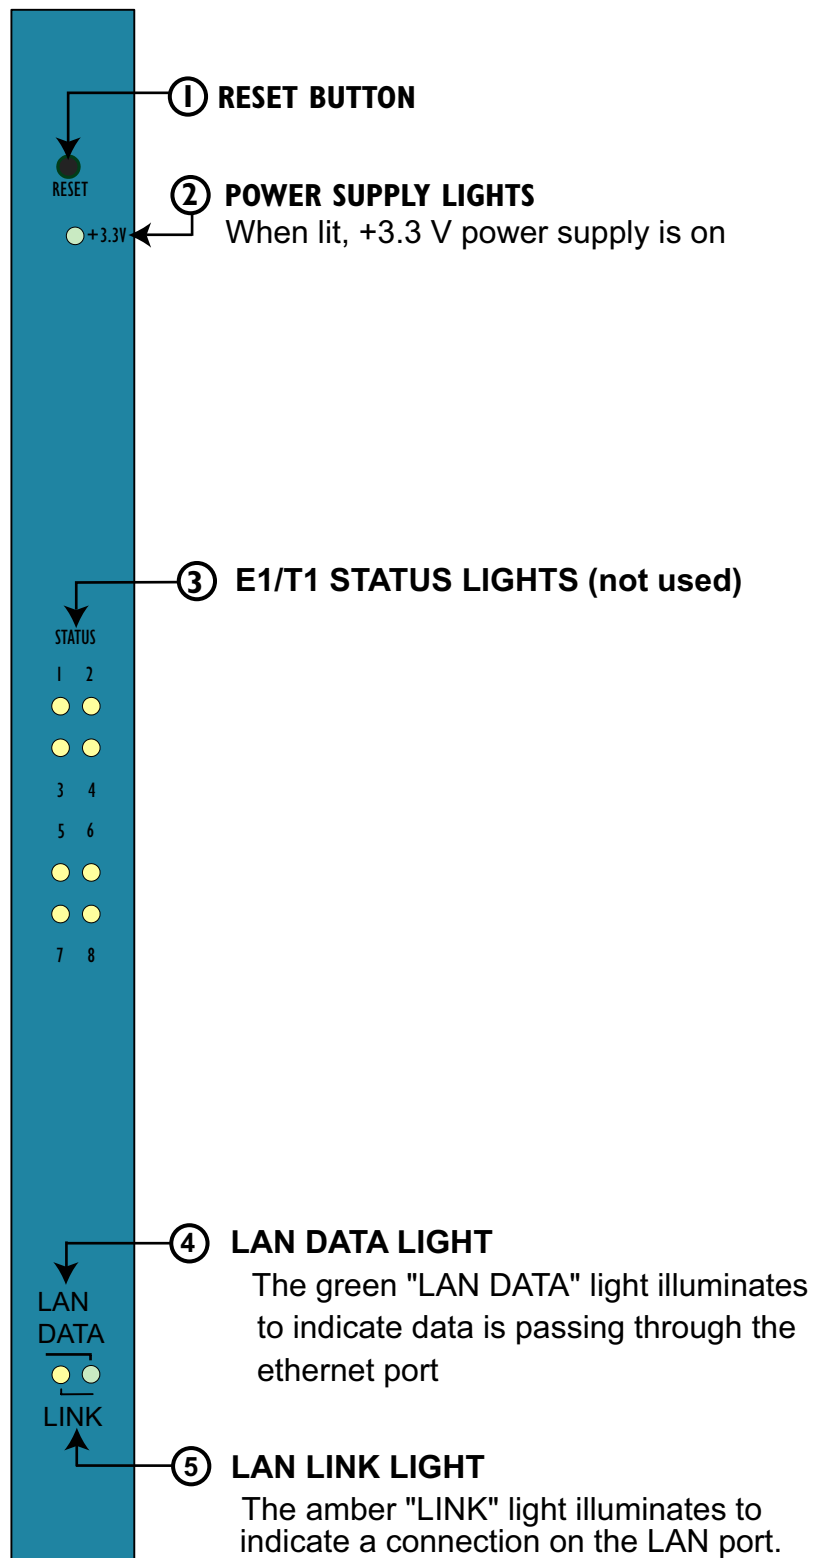 1 RESET BUTTON
RESET
2 POWER SUPPLY LIGHTS
+3.3V
When lit, +3.3 V power supply is on
3 E1/T1 STATUS LIGHTS (not used)
STATUS
1 2
3 4
5 6
7 8
4 LAN DATA LIGHT
The green "LAN DATA" light illuminates
to indicate data is passing through the
ethernet port
LAN
DATA
LINK
5 LAN LINK LIGHT
The amber "LINK" light illuminates to
indicate a connection on the LAN port.